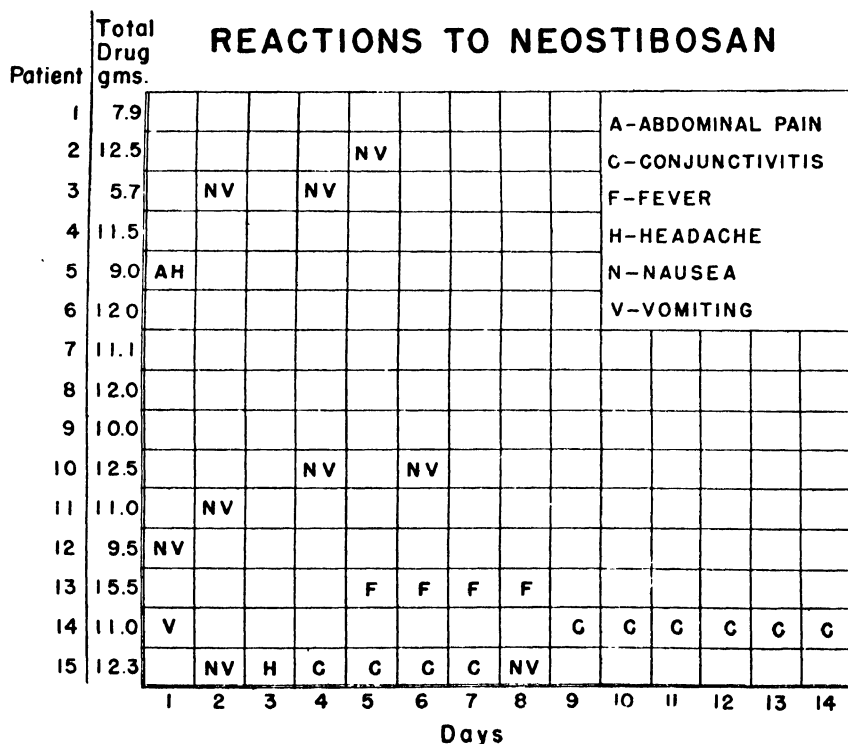 REACTIONS TO NEOSTIBOSAN
Total
Drug
Patient gms.
1 7.9
A-ABDOMINAL PAIN
2 12.5 NV
C-CONJUNCTIVITIS
3 5.7 NV NV
F-FEVER
4 11.5
H-HEADACHE
5 9.0 AH
N-NAUSEA
6 12.0
V-VOMITING
7 11.1
8 12.0
9 10.0
10 12.5 NV NV
11 11.0 NV
12 9.5 NV
13 15.5 F F F F
14 11.0 V C C C C C C
15 12.3 NV H C C C C NV
1 2 3 4 5 6 7 8 9 10 11 12 13 14
Days